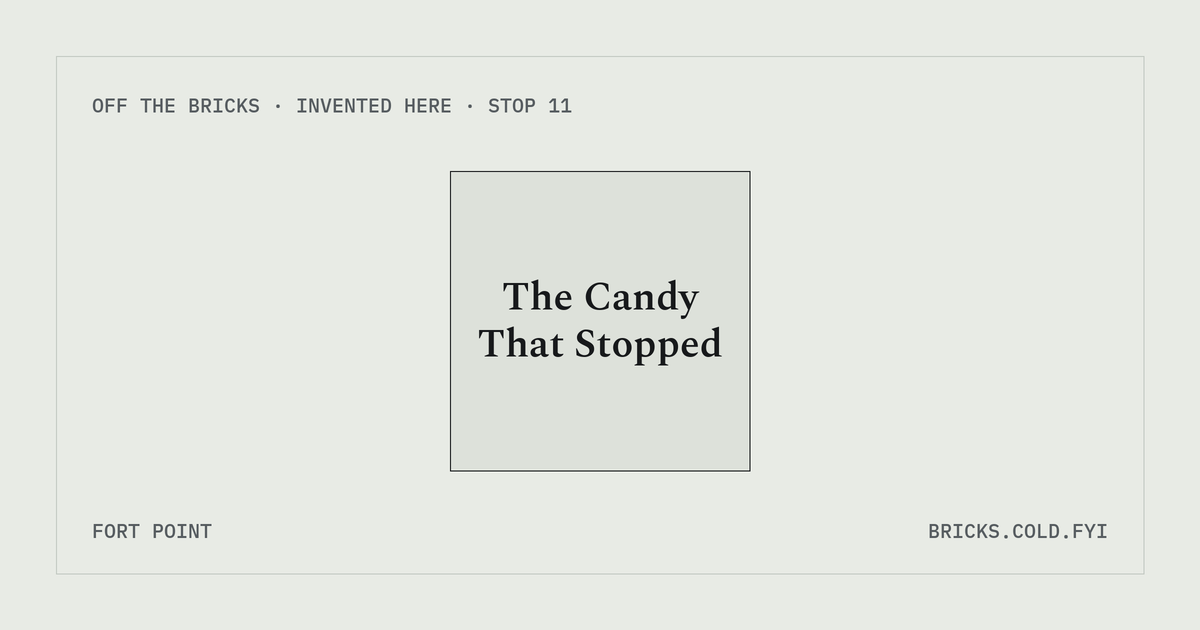 OFF THE BRICKS · INVENTED HERE · STOP 11
The Candy
That Stopped
FORT POINT
BRICKS.COLD.FYI